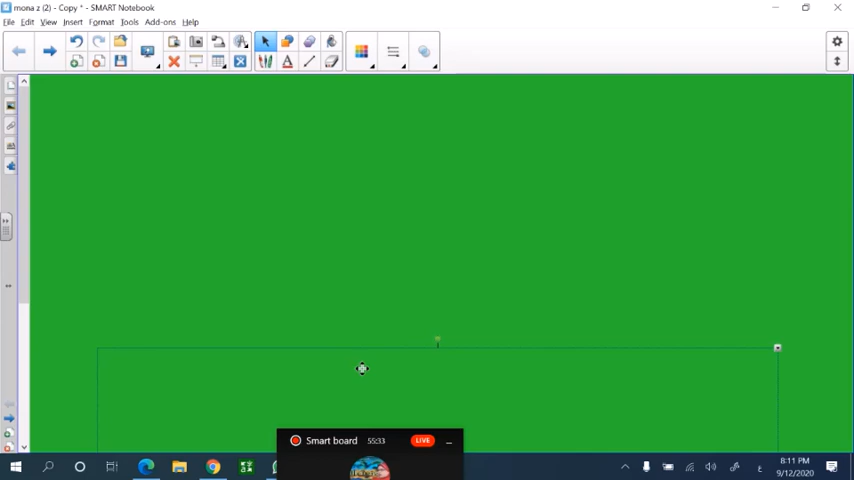 mona z (2) - Copy * - SMART Notebook
File Edit View Insert Format Tools Add-ons Help
Smart board 55:33 LIVE
ع 8:11 PM
9/12/2020